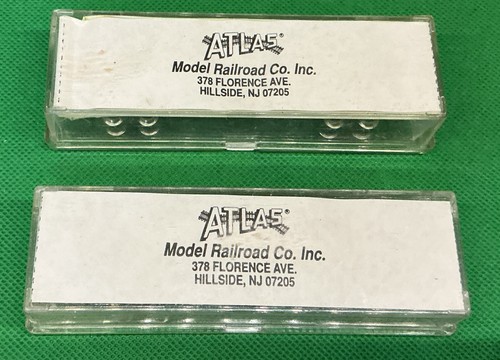 ATLAS®
Model Railroad Co. Inc.
378 FLORENCE AVE.
HILLSIDE, NJ 07205
ATLAS®
Model Railroad Co. Inc.
378 FLORENCE AVE.
HILLSIDE, NJ 07205